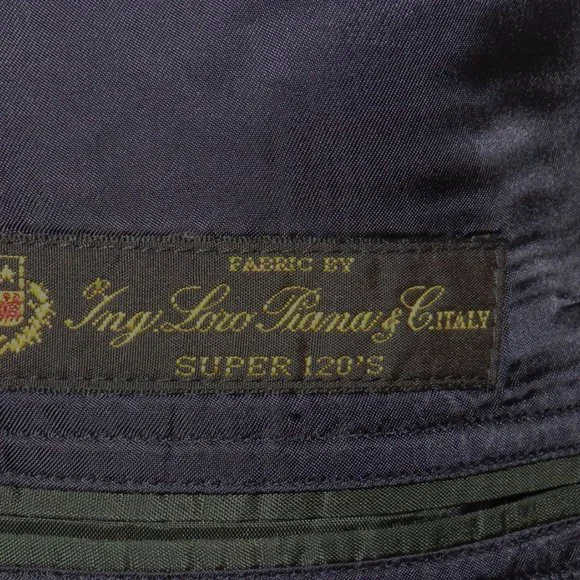 FABRIC BY
Ing. Loro Piana & C. ITALY
SUPER 120'S